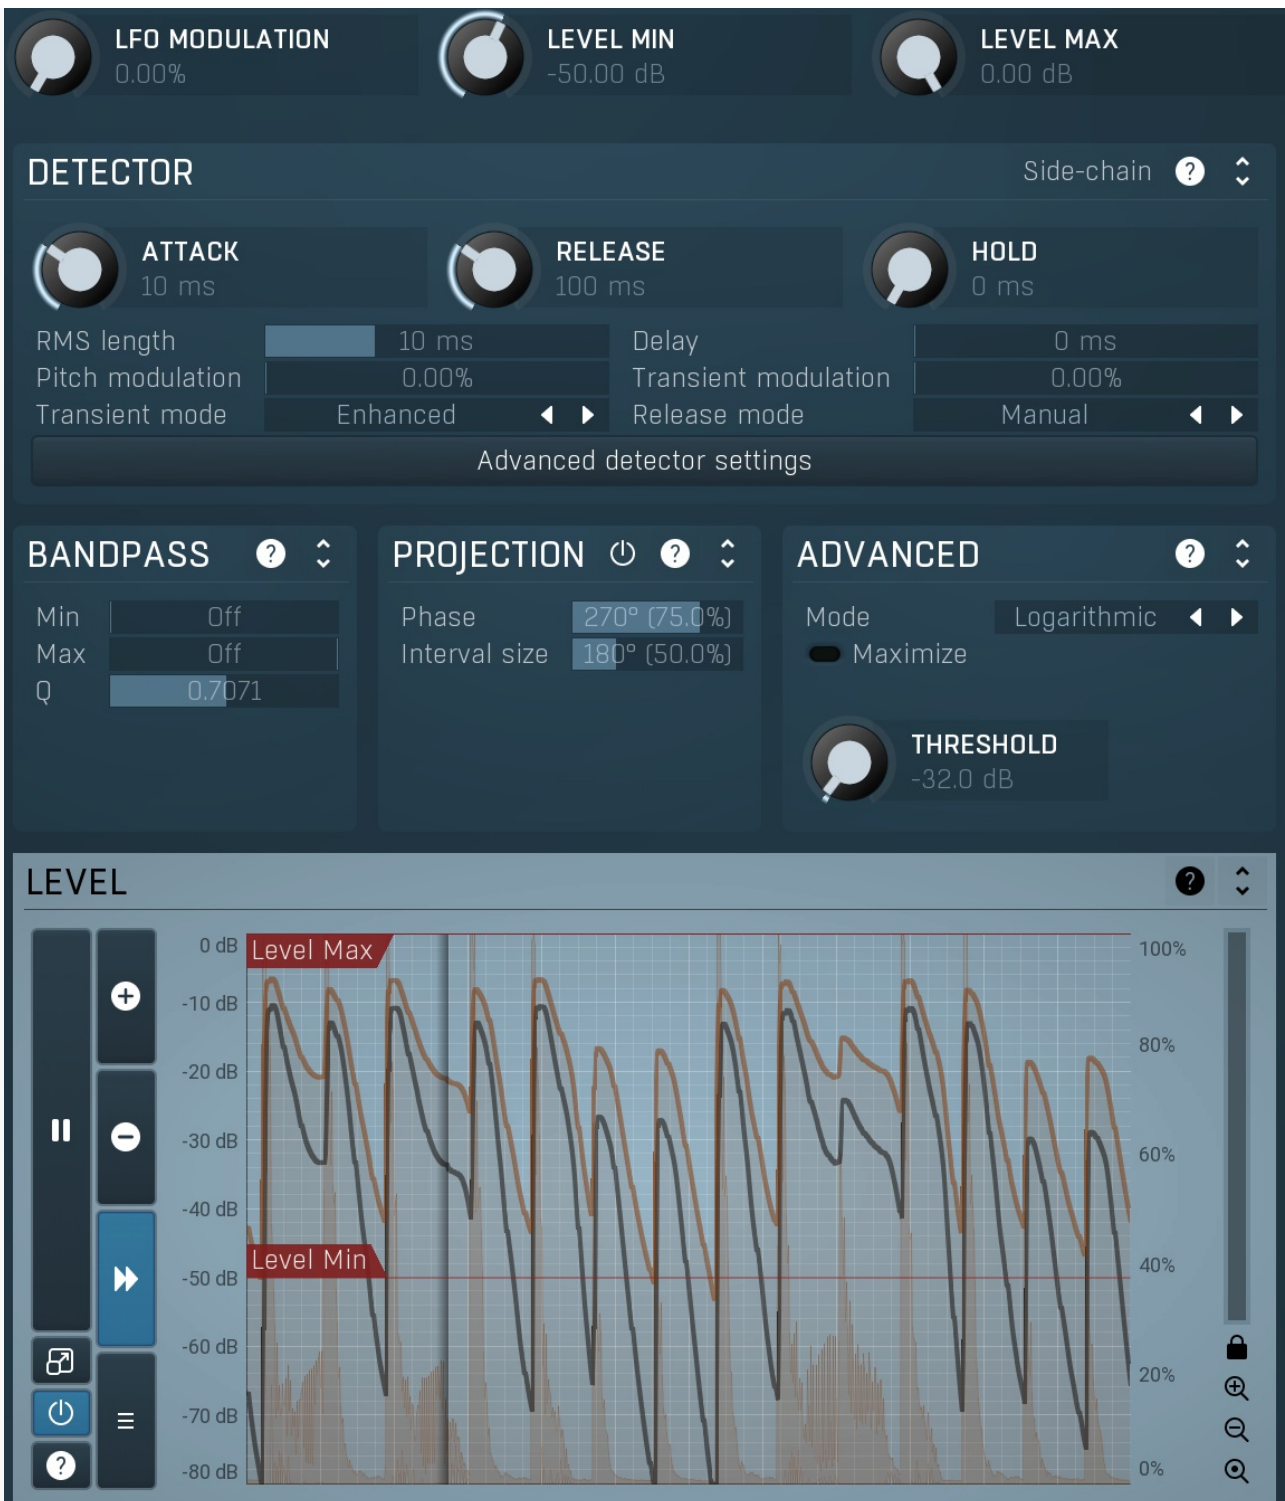 LFO MODULATION LEVEL MIN LEVEL MAX
0.00% -50.00 dB 0.00 dB
DETECTOR Side-chain ?
ATTACK RELEASE HOLD
10 ms 100 ms 0 ms
RMS length 10 ms Delay 0 ms
Pitch modulation 0.00% Transient modulation 0.00%
Transient mode Enhanced Release mode Manual
Advanced detector settings
BANDPASS ? PROJECTION ? ADVANCED ?
Min Off Phase 270° (75.0%) Mode Logarithmic
Max Off Interval size 180° (50.0%) Maximize
Q 0.7071
THRESHOLD
-32.0 dB
LEVEL ?
0 dB Level Max 100%
-10 dB
80%
-20 dB
-30 dB
60%
-40 dB
Level Min 40%
-50 dB
-60 dB
20%
-70 dB
? -80 dB 0%